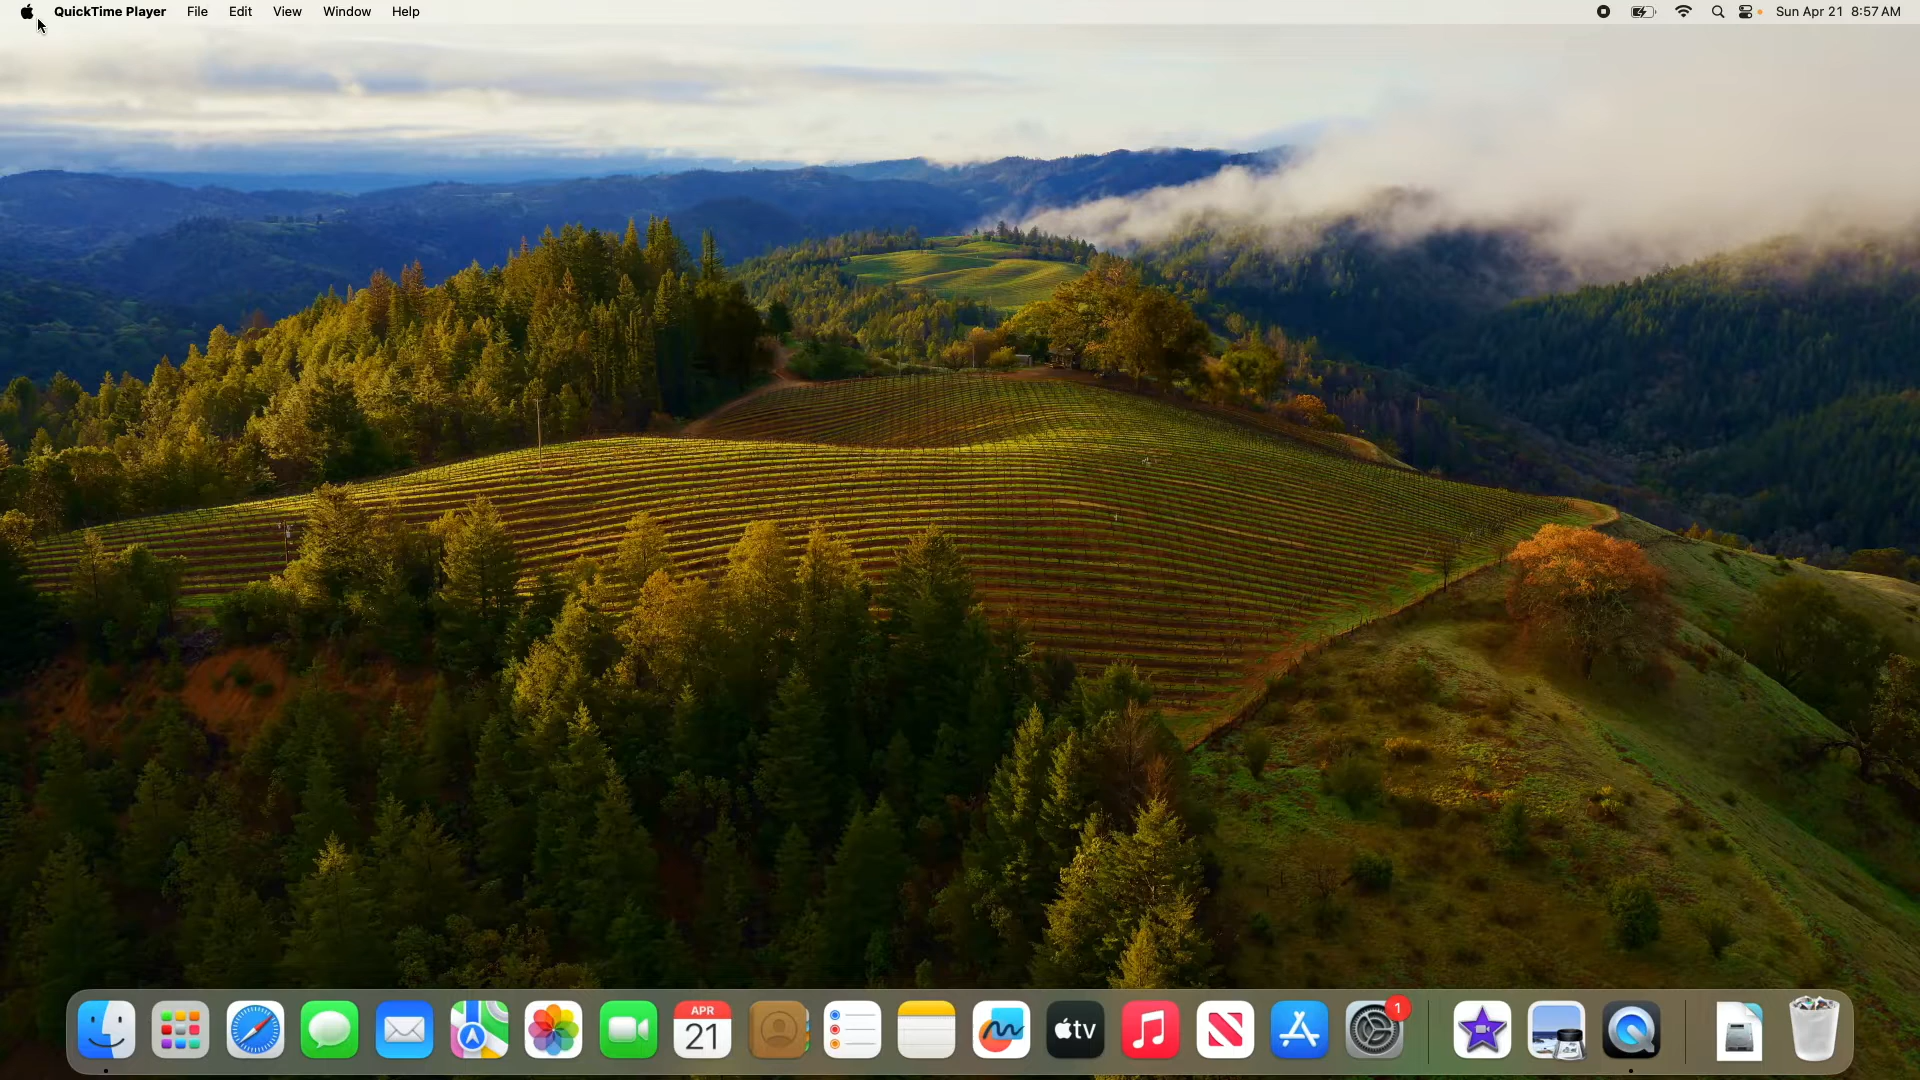 QuickTime Player File Edit View Window Help Sun Apr 21 8:57 AM
APR
21
tv
1